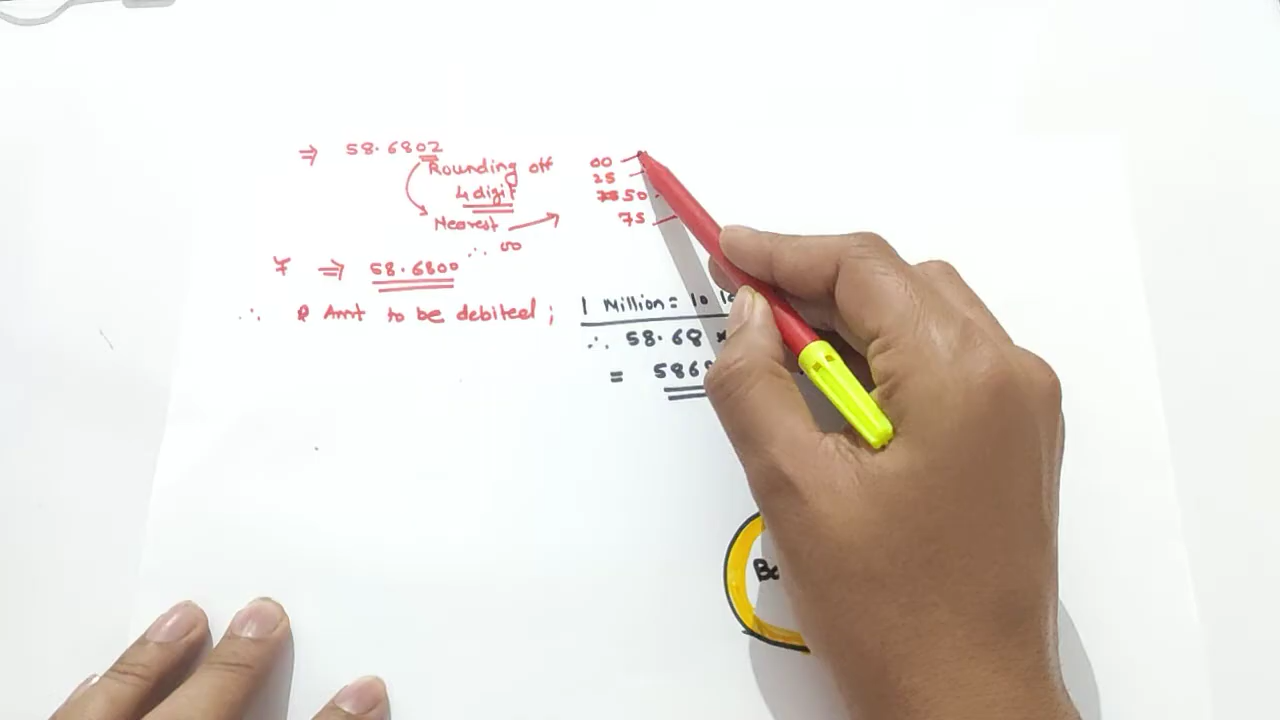 ⇒ 58.6802
Rounding off
4 digit
Nearest
00
25
50
75
∴ 00
₹ ⇒ 58.6800
∴ Amt to be debited;
1 Million = 10
∴ 58.68 ×
= 568